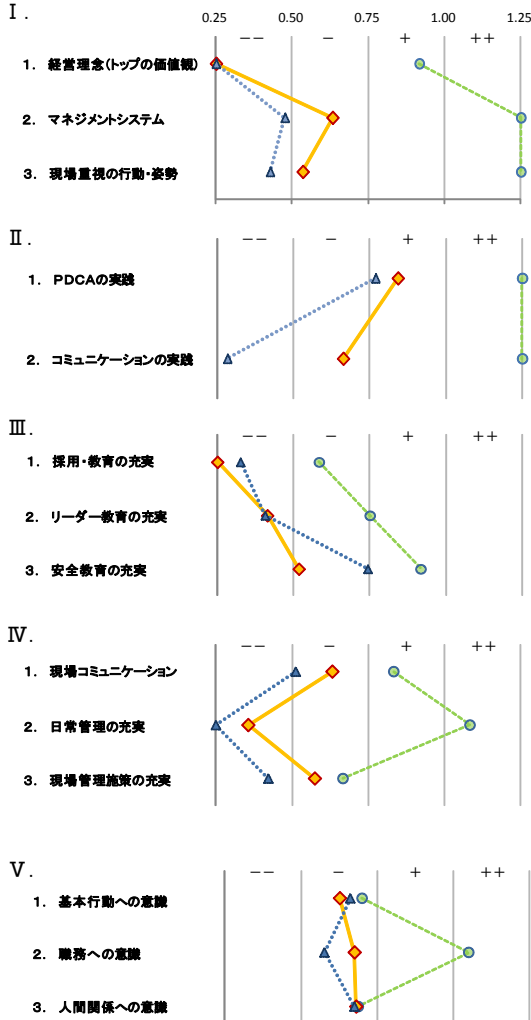 Ⅰ.
0.25 0.50 0.75 1.00 1.25
－－ － ＋ ＋＋
1. 経営理念(トップの価値観)
2. マネジメントシステム
3. 現場重視の行動・姿勢
Ⅱ.
－－ － ＋ ＋＋
1. PDCAの実践
2. コミュニケーションの実践
Ⅲ.
－－ － ＋ ＋＋
1. 採用・教育の充実
2. リーダー教育の充実
3. 安全教育の充実
Ⅳ.
－－ － ＋ ＋＋
1. 現場コミュニケーション
2. 日常管理の充実
3. 現場管理施策の充実
Ⅴ.
－－ － ＋ ＋＋
1. 基本行動への意識
2. 職務への意識
3. 人間関係への意識